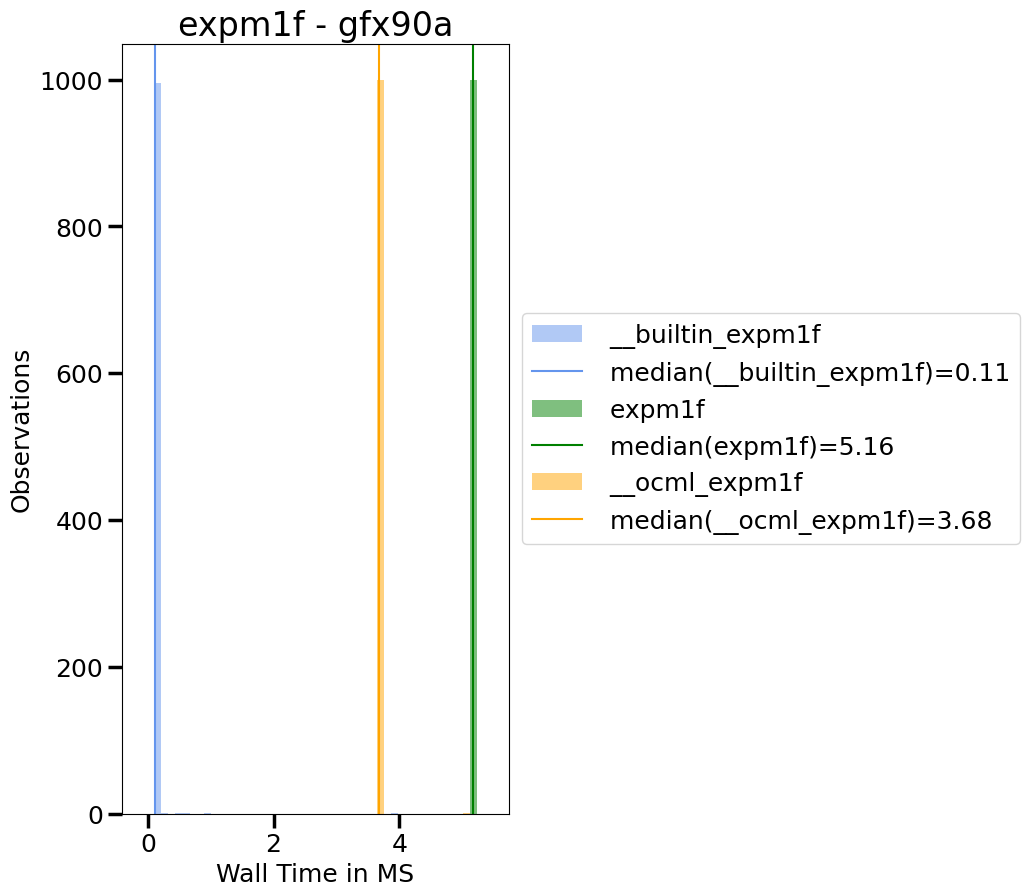 expm1f - gfx90a
1000
800
600
400
200
0
Observations
0 2 4
Wall Time in MS
__builtin_expm1f
median(__builtin_expm1f)=0.11
expm1f
median(expm1f)=5.16
__ocml_expm1f
median(__ocml_expm1f)=3.68